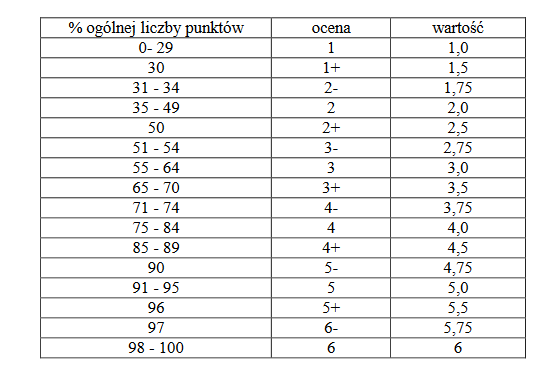 % ogólnej liczby punktów ocena wartość
0- 29 1 1,0
30 1+ 1,5
31 - 34 2- 1,75
35 - 49 2 2,0
50 2+ 2,5
51 - 54 3- 2,75
55 - 64 3 3,0
65 - 70 3+ 3,5
71 - 74 4- 3,75
75 - 84 4 4,0
85 - 89 4+ 4,5
90 5- 4,75
91 - 95 5 5,0
96 5+ 5,5
97 6- 5,75
98 - 100 6 6